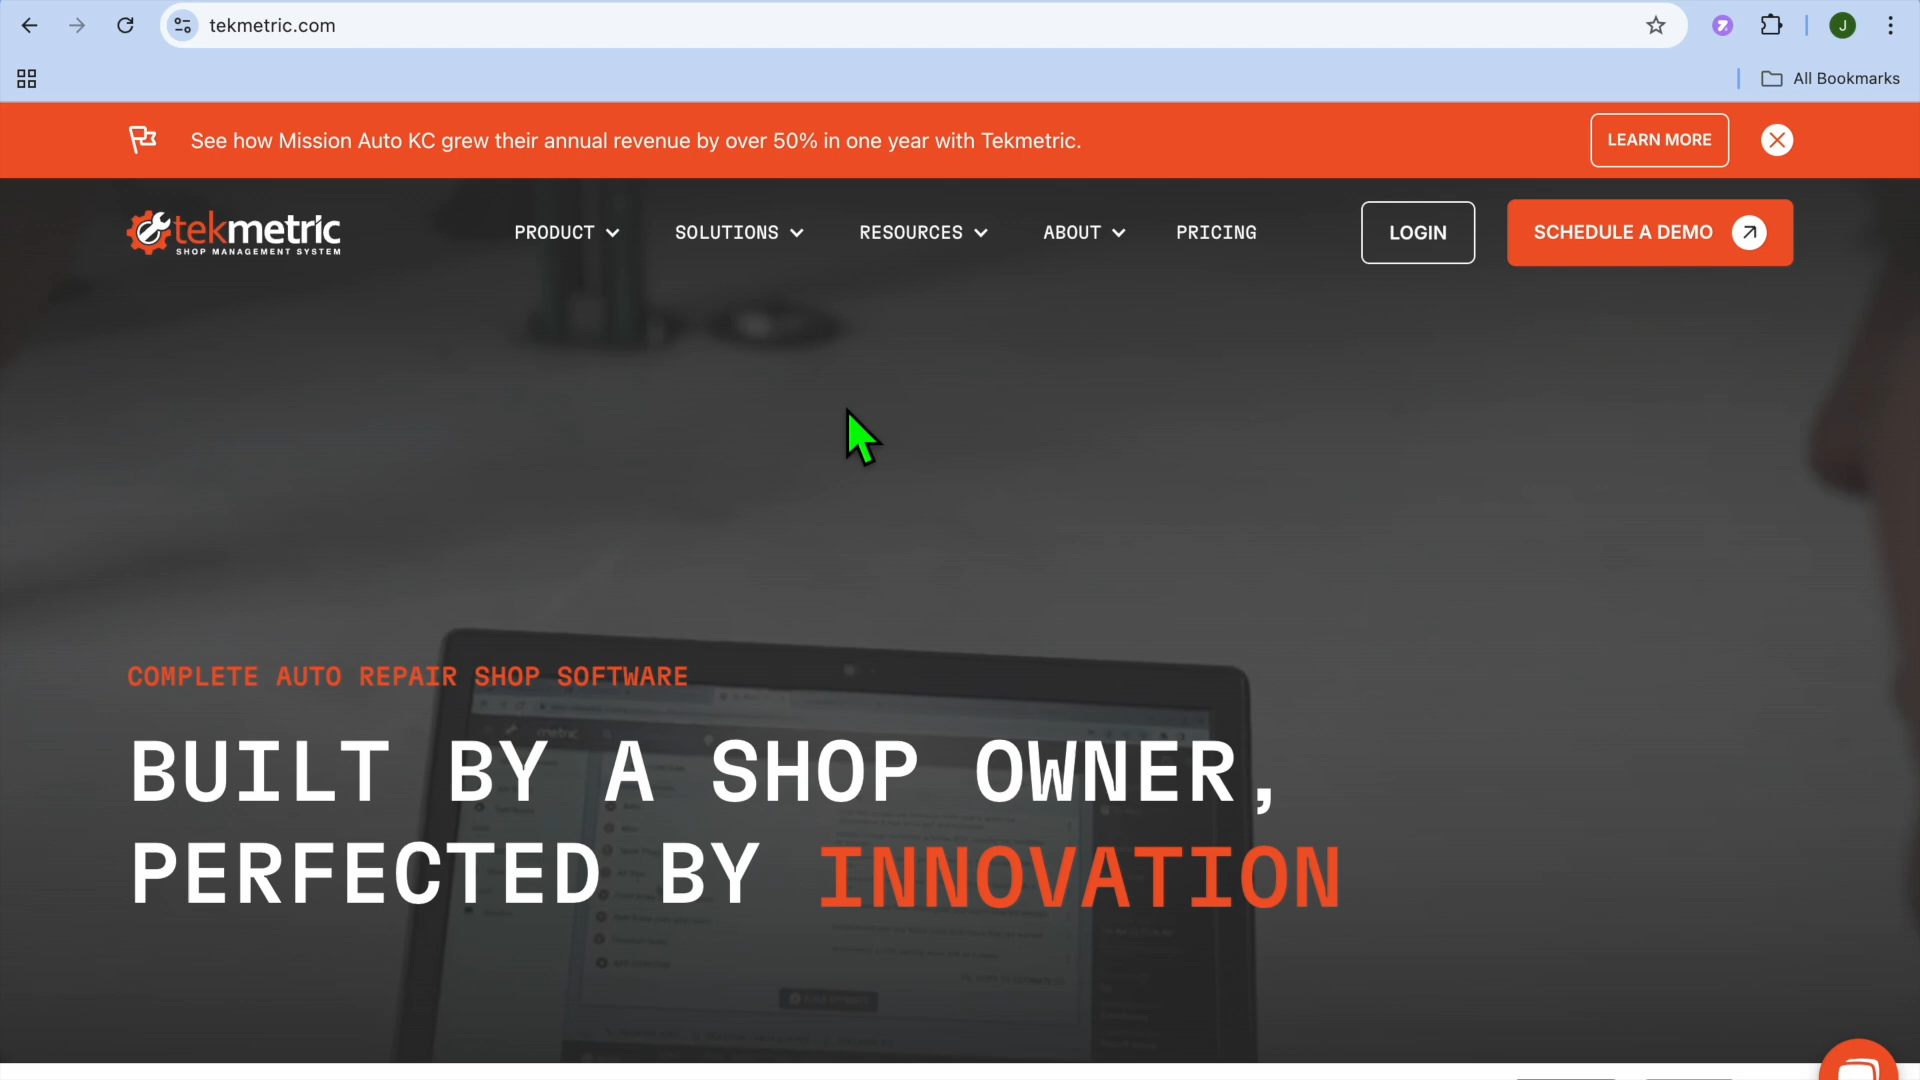 tekmetric.com
J
All Bookmarks
See how Mission Auto KC grew their annual revenue by over 50% in one year with Tekmetric.
LEARN MORE
tekmetric
SHOP MANAGEMENT SYSTEM
PRODUCT
SOLUTIONS
RESOURCES
ABOUT
PRICING
LOGIN
SCHEDULE A DEMO
COMPLETE AUTO REPAIR SHOP SOFTWARE
BUILT BY A SHOP OWNER,
PERFECTED BY INNOVATION